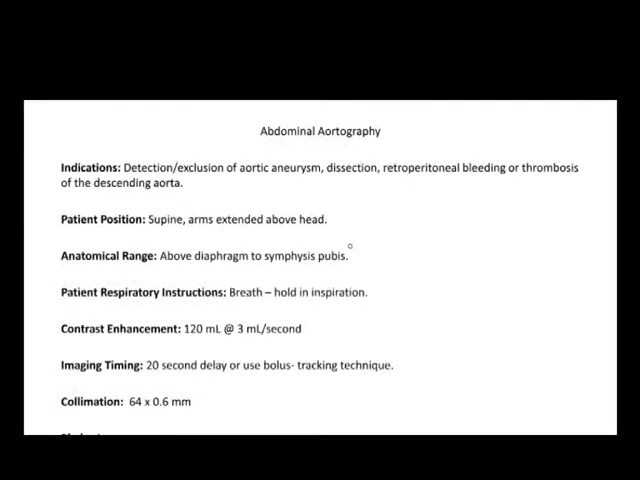 Abdominal Aortography
Indications: Detection/exclusion of aortic aneurysm, dissection, retroperitoneal bleeding or thrombosis
of the descending aorta.
Patient Position: Supine, arms extended above head.
Anatomical Range: Above diaphragm to symphysis pubis.
Patient Respiratory Instructions: Breath – hold in inspiration.
Contrast Enhancement: 120 mL @ 3 mL/second
Imaging Timing: 20 second delay or use bolus- tracking technique.
Collimation: 64 x 0.6 mm